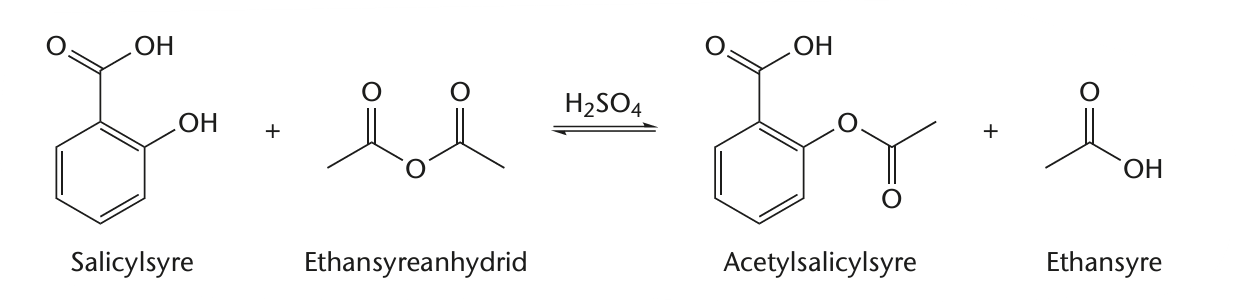 O OH OH
+
O O O
H₂SO₄
O OH O O
+
O OH
Salicylsyre
Ethansyreanhydrid
Acetylsalicylsyre
Ethansyre